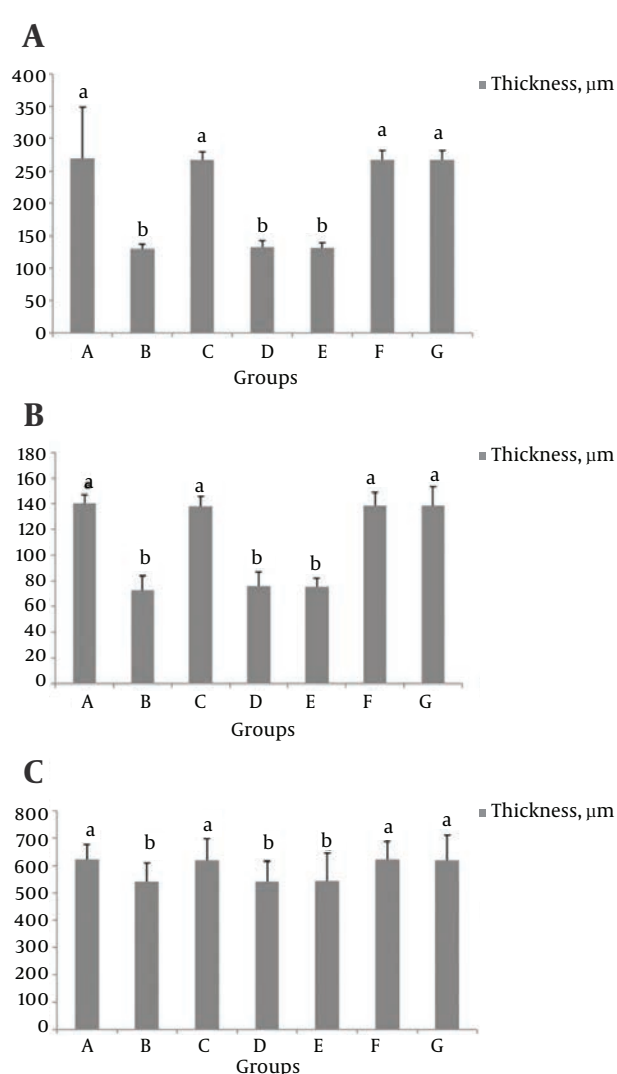 A
Thickness, µm
400
350
300
250
200
150
100
50
0
a
b
a
b
b
a
a
A B C D E F G
Groups
B
Thickness, µm
180
160
140
120
100
80
60
40
20
0
a
b
a
b
b
a
a
A B C D E F G
Groups
C
Thickness, µm
800
700
600
500
400
300
200
100
0
a
b
a
b
b
a
a
A B C D E F G
Groups